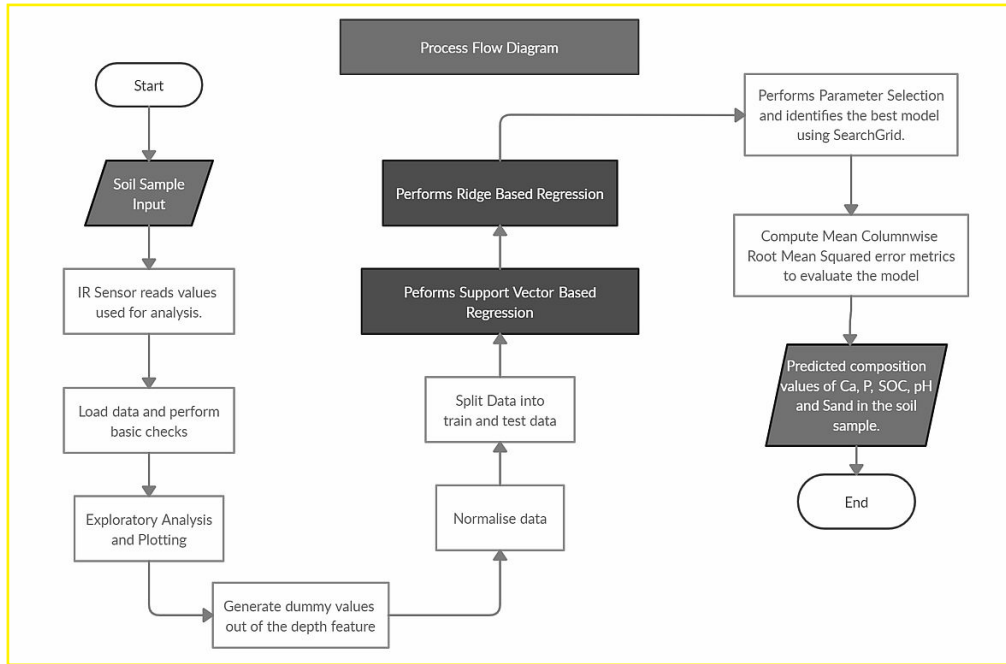 Process Flow Diagram
Start
Soil Sample
Input
IR Sensor reads values
used for analysis.
Load data and perform
basic checks
Exploratory Analysis
and Plotting
Generate dummy values
out of the depth feature
Normalise data
Split Data into
train and test data
Peforms Support Vector Based
Regression
Performs Ridge Based Regression
Performs Parameter Selection
and identifies the best model
using SearchGrid.
Compute Mean Columnwise
Root Mean Squared error metrics
to evaluate the model
Predicted composition
values of Ca, P, SOC, pH
and Sand in the soil
sample.
End